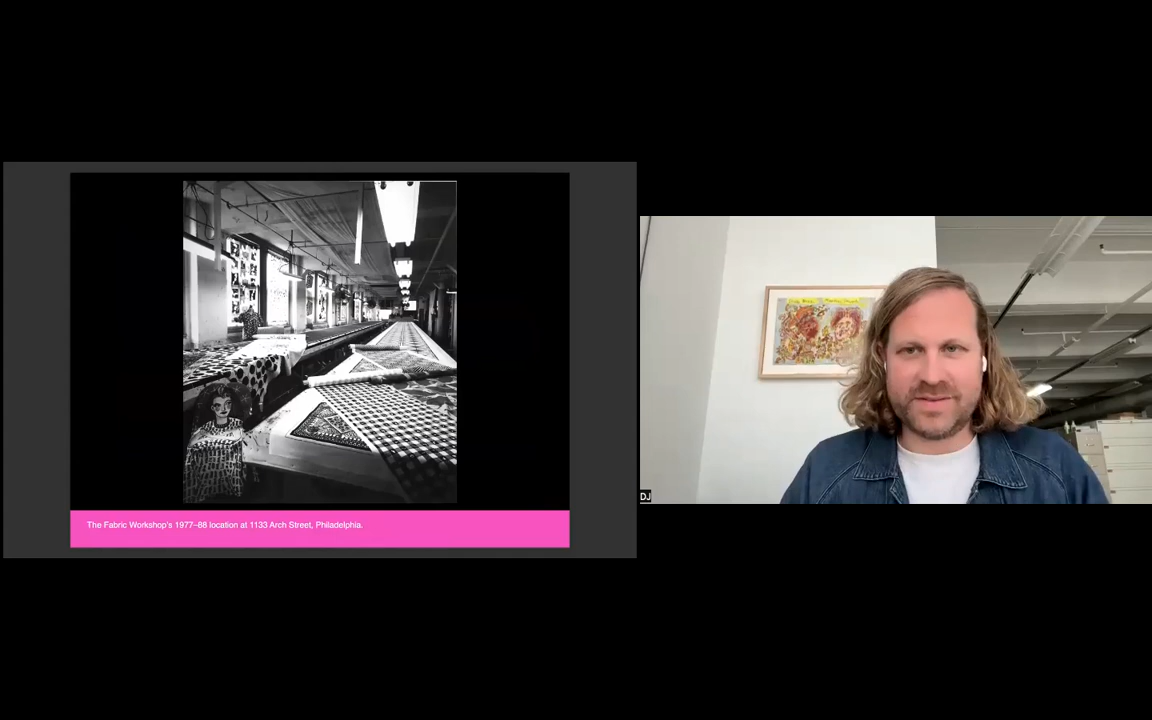 The Fabric Workshop's 1977–88 location at 1133 Arch Street, Philadelphia.
DJ